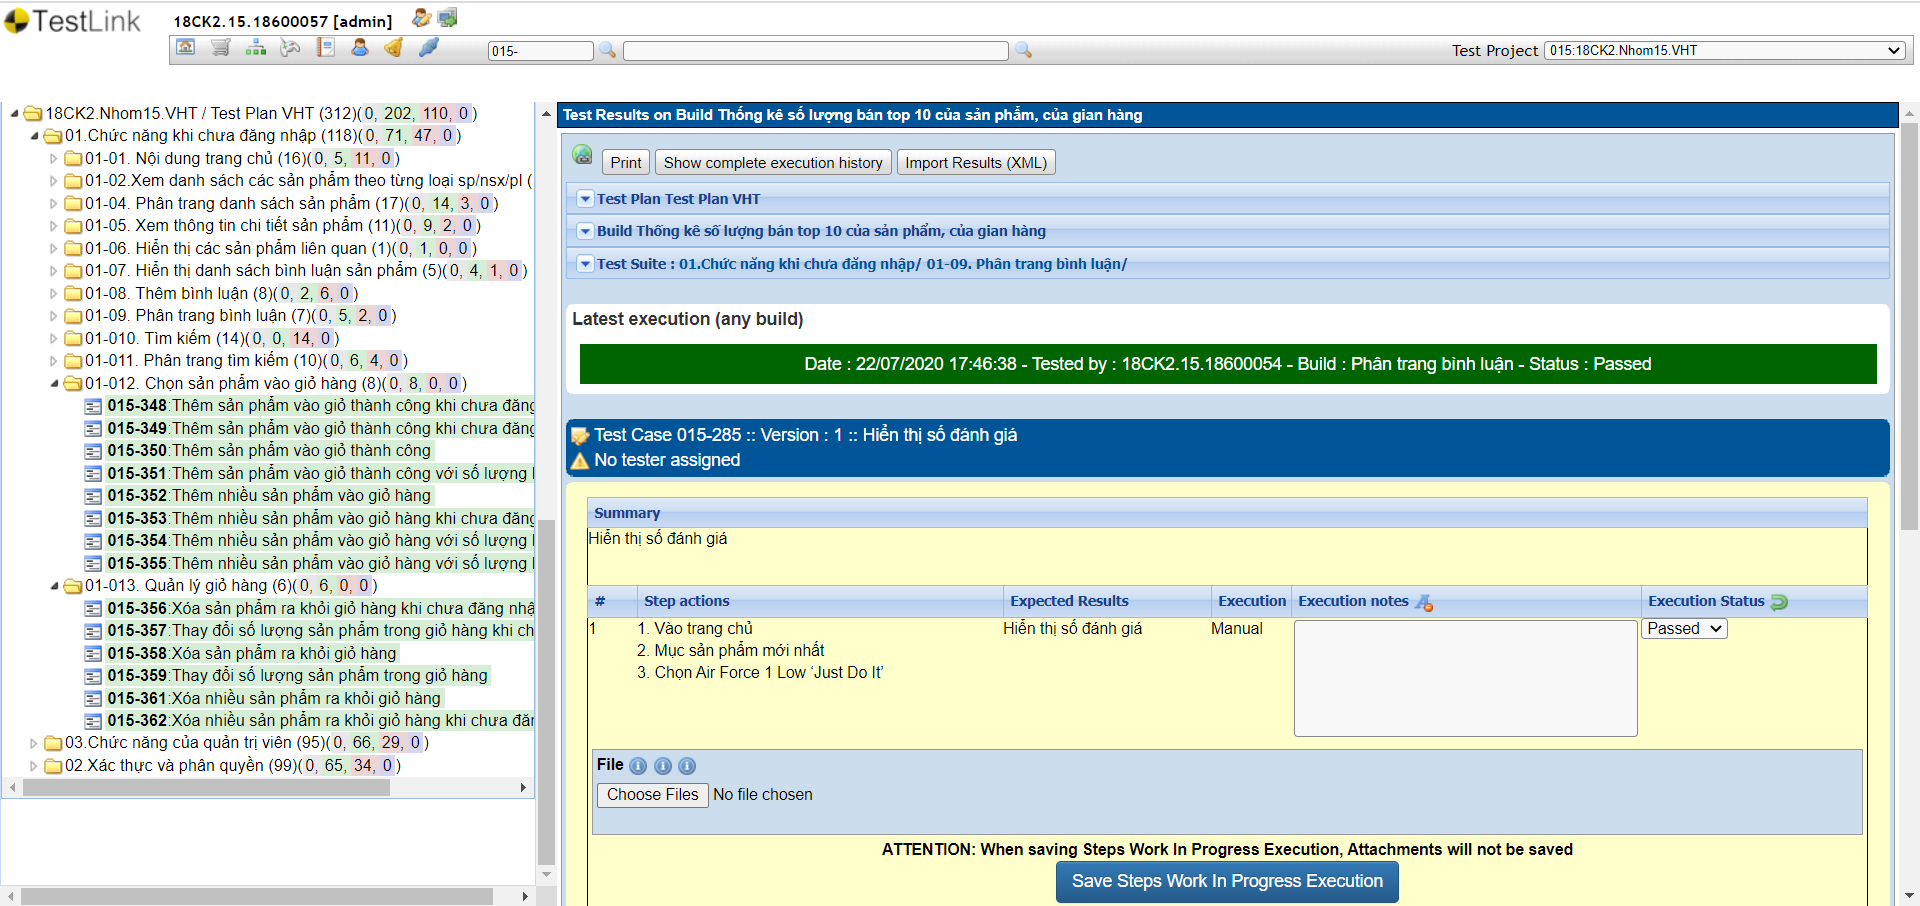 TestLink
18CK2.15.18600057 [admin]
015-
Test Project 015:18CK2.Nhom15.VHT
18CK2.Nhom15.VHT / Test Plan VHT (312)(0, 202, 110, 0)
01.Chức năng khi chưa đăng nhập (118)(0, 71, 47, 0)
01-01. Nội dung trang chủ (16)(0, 5, 11, 0)
01-02.Xem danh sách các sản phẩm theo từng loại sp/nsx/pl (
01-04. Phân trang danh sách sản phẩm (17)(0, 14, 3, 0)
01-05. Xem thông tin chi tiết sản phẩm (11)(0, 9, 2, 0)
01-06. Hiển thị các sản phẩm liên quan (1)(0, 1, 0, 0)
01-07. Hiển thị danh sách bình luận sản phẩm (5)(0, 4, 1, 0)
01-08. Thêm bình luận (8)(0, 2, 6, 0)
01-09. Phân trang bình luận (7)(0, 5, 2, 0)
01-010. Tìm kiếm (14)(0, 0, 14, 0)
01-011. Phân trang tìm kiếm (10)(0, 6, 4, 0)
01-012. Chọn sản phẩm vào giỏ hàng (8)(0, 8, 0, 0)
015-348:Thêm sản phẩm vào giỏ thành công khi chưa đăng
015-349:Thêm sản phẩm vào giỏ thành công khi chưa đăng
015-350:Thêm sản phẩm vào giỏ thành công
015-351:Thêm sản phẩm vào giỏ thành công với số lượng
015-352:Thêm nhiều sản phẩm vào giỏ hàng
015-353:Thêm nhiều sản phẩm vào giỏ hàng khi chưa đăng
015-354:Thêm nhiều sản phẩm vào giỏ hàng với số lượng
015-355:Thêm nhiều sản phẩm vào giỏ hàng với số lượng
01-013. Quản lý giỏ hàng (6)(0, 6, 0, 0)
015-356:Xóa sản phẩm ra khỏi giỏ hàng khi chưa đăng nhậ
015-357:Thay đổi số lượng sản phẩm trong giỏ hàng khi ch
015-358:Xóa sản phẩm ra khỏi giỏ hàng
015-359:Thay đổi số lượng sản phẩm trong giỏ hàng
015-361:Xóa nhiều sản phẩm ra khỏi giỏ hàng
015-362:Xóa nhiều sản phẩm ra khỏi giỏ hàng khi chưa đăn
03.Chức năng của quản trị viên (95)(0, 66, 29, 0)
02.Xác thực và phân quyền (99)(0, 65, 34, 0)
Test Results on Build Thống kê số lượng bán top 10 của sản phẩm, của gian hàng
Print Show complete execution history Import Results (XML)
Test Plan Test Plan VHT
Build Thống kê số lượng bán top 10 của sản phẩm, của gian hàng
Test Suite : 01.Chức năng khi chưa đăng nhập/ 01-09. Phân trang bình luận/
Latest execution (any build)
Date : 22/07/2020 17:46:38 - Tested by : 18CK2.15.18600054 - Build : Phân trang bình luận - Status : Passed
Test Case 015-285 :: Version : 1 :: Hiển thị số đánh giá
No tester assigned
Summary
Hiển thị số đánh giá
# Step actions Expected Results Execution Execution notes Execution Status
1 1. Vào trang chủ Hiển thị số đánh giá Manual Passed
2. Mục sản phẩm mới nhất
3. Chọn Air Force 1 Low ‘Just Do It’
File
Choose Files No file chosen
ATTENTION: When saving Steps Work In Progress Execution, Attachments will not be saved
Save Steps Work In Progress Execution